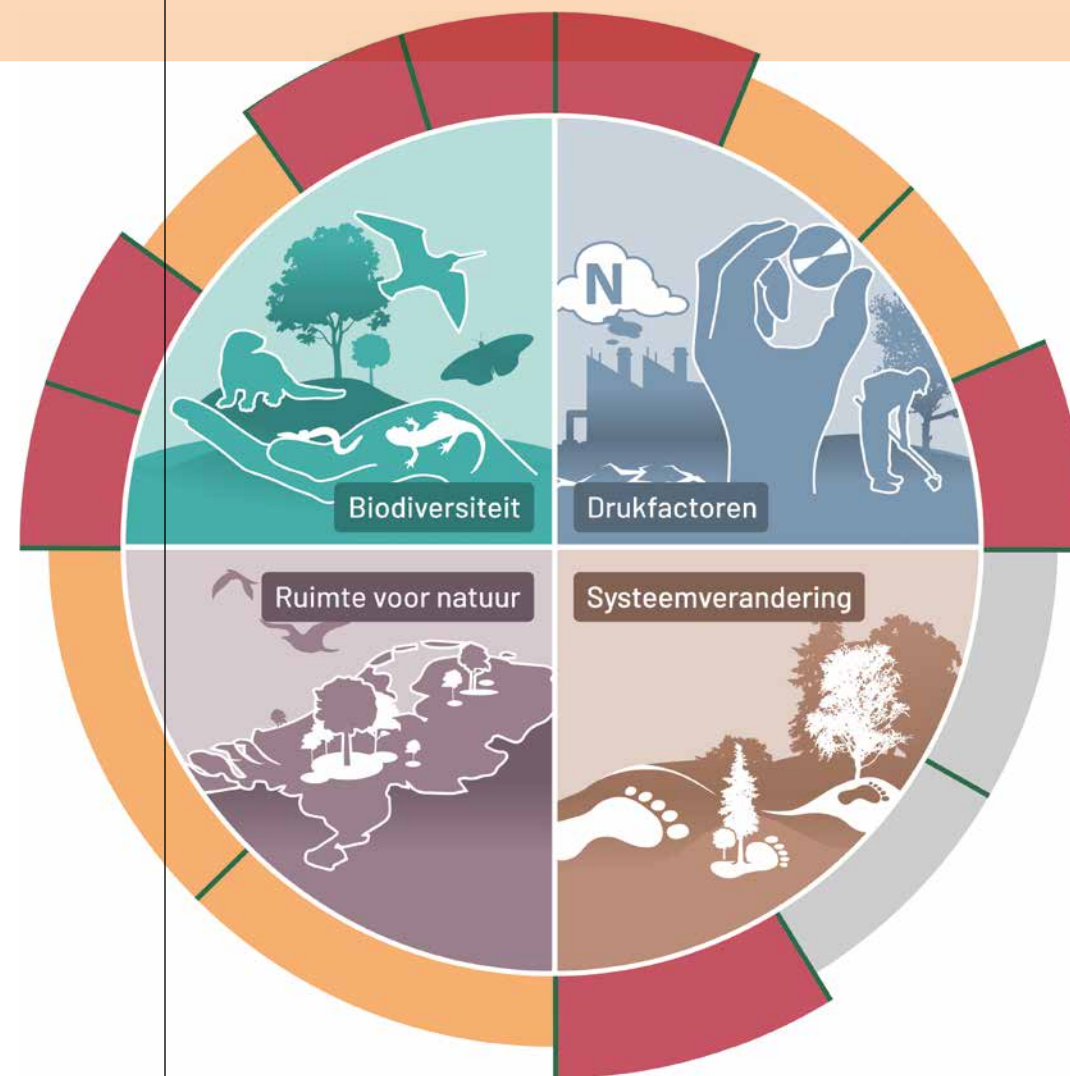 N
Biodiversiteit
Drukfactoren
Ruimte voor natuur
Systeemverandering